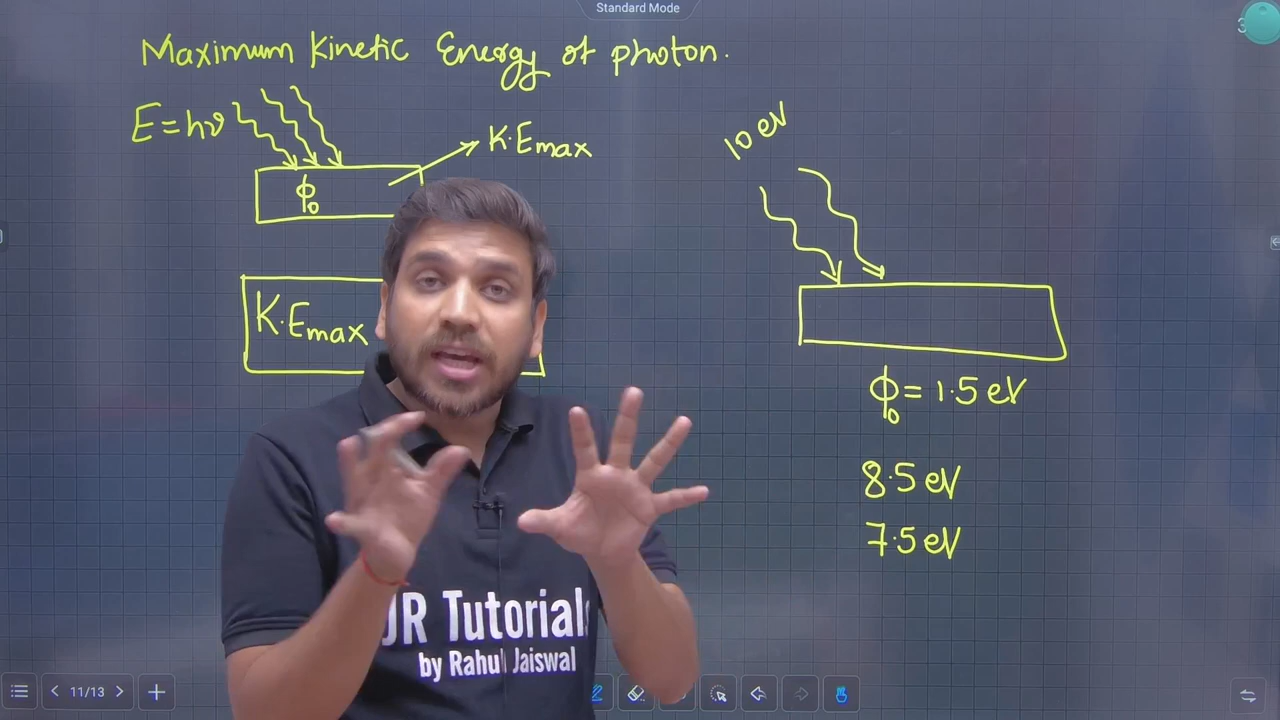 Standard Mode
Maximum Kinetic Energy of photon.
E=hν
ϕ₀
K.Emax
K.Emax
10 eV
ϕ₀ = 1.5 eV
8.5 eV
7.5 eV
JR Tutorials
by Rahul Jaiswal
11/13